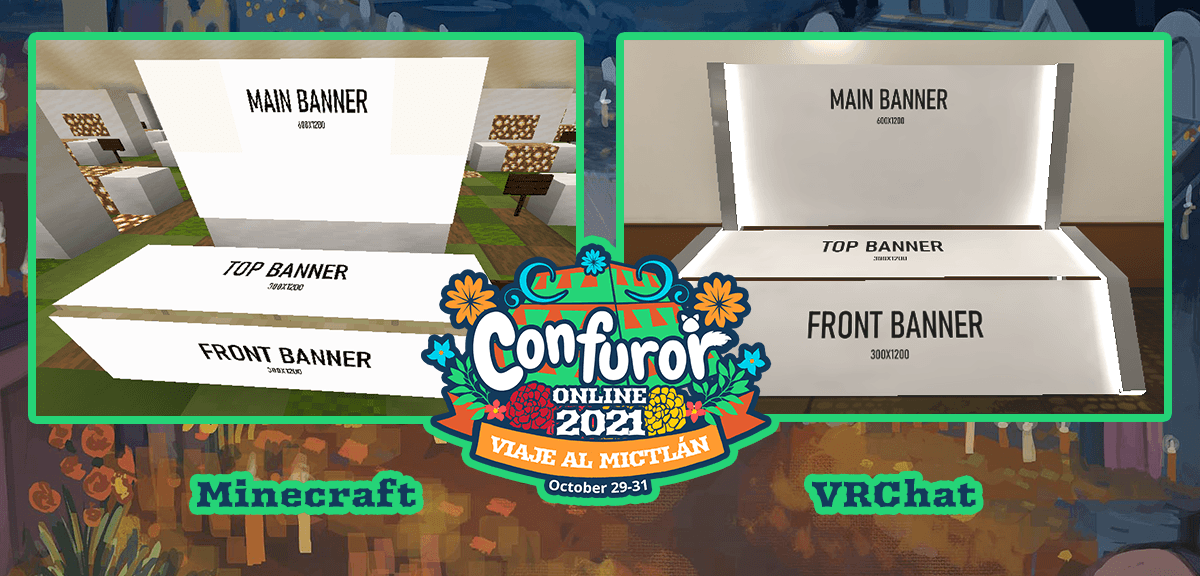 MAIN BANNER
600X1200
TOP BANNER
300X1200
FRONT BANNER
300X1200
MAIN BANNER
600X1200
TOP BANNER
300X1200
FRONT BANNER
300X1200
Confuror
ONLINE
2021
VIAJE AL MICTLÁN
October 29-31
Minecraft
VRChat